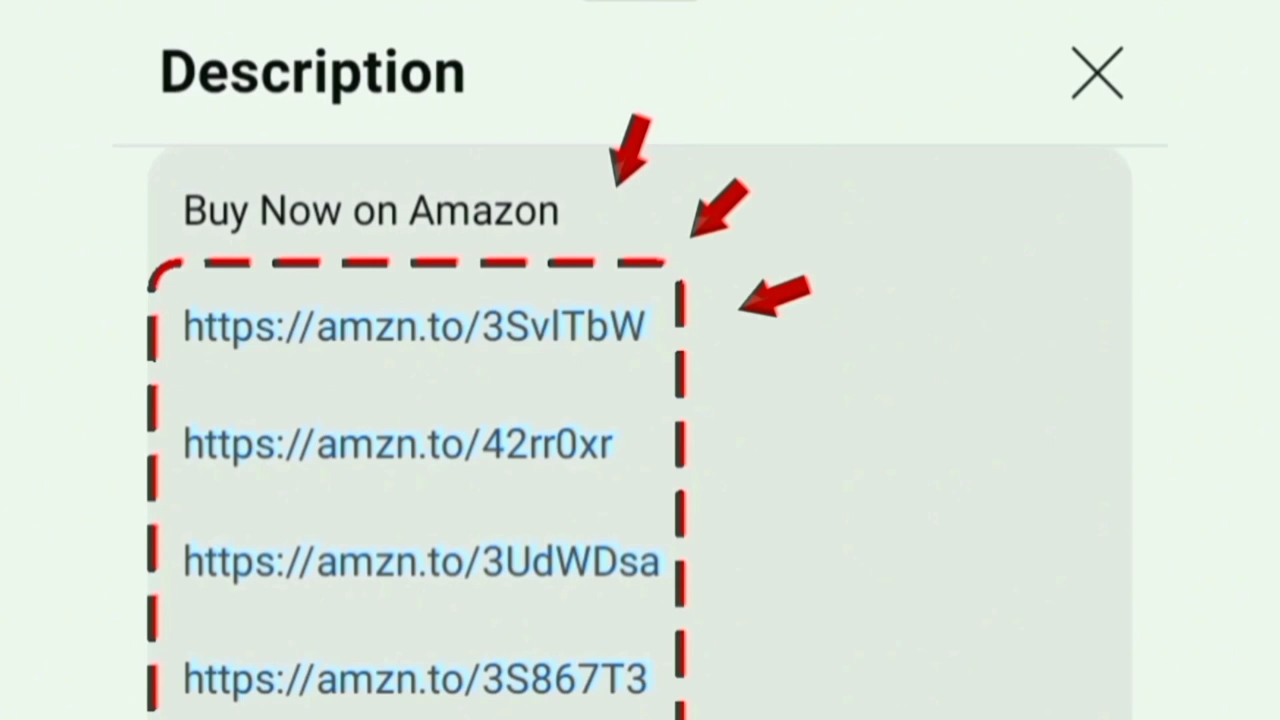 Description
Buy Now on Amazon
https://amzn.to/3SvlTbW
https://amzn.to/42rr0xr
https://amzn.to/3UdWDsa
https://amzn.to/3S867T3